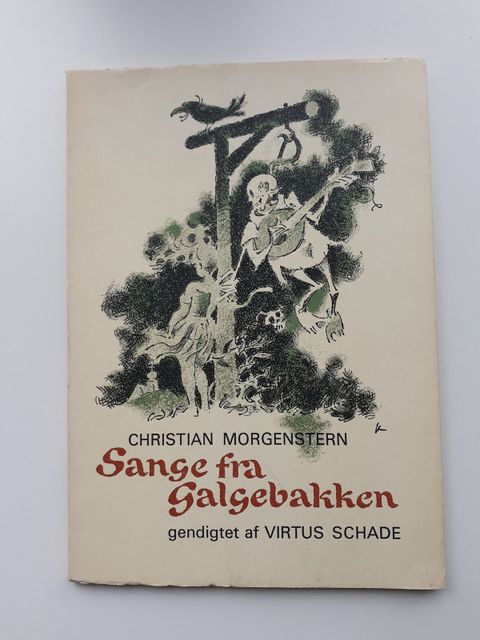 CHRISTIAN MORGENSTERN
Sange fra
Galgebakken
gendigtet af VIRTUS SCHADE